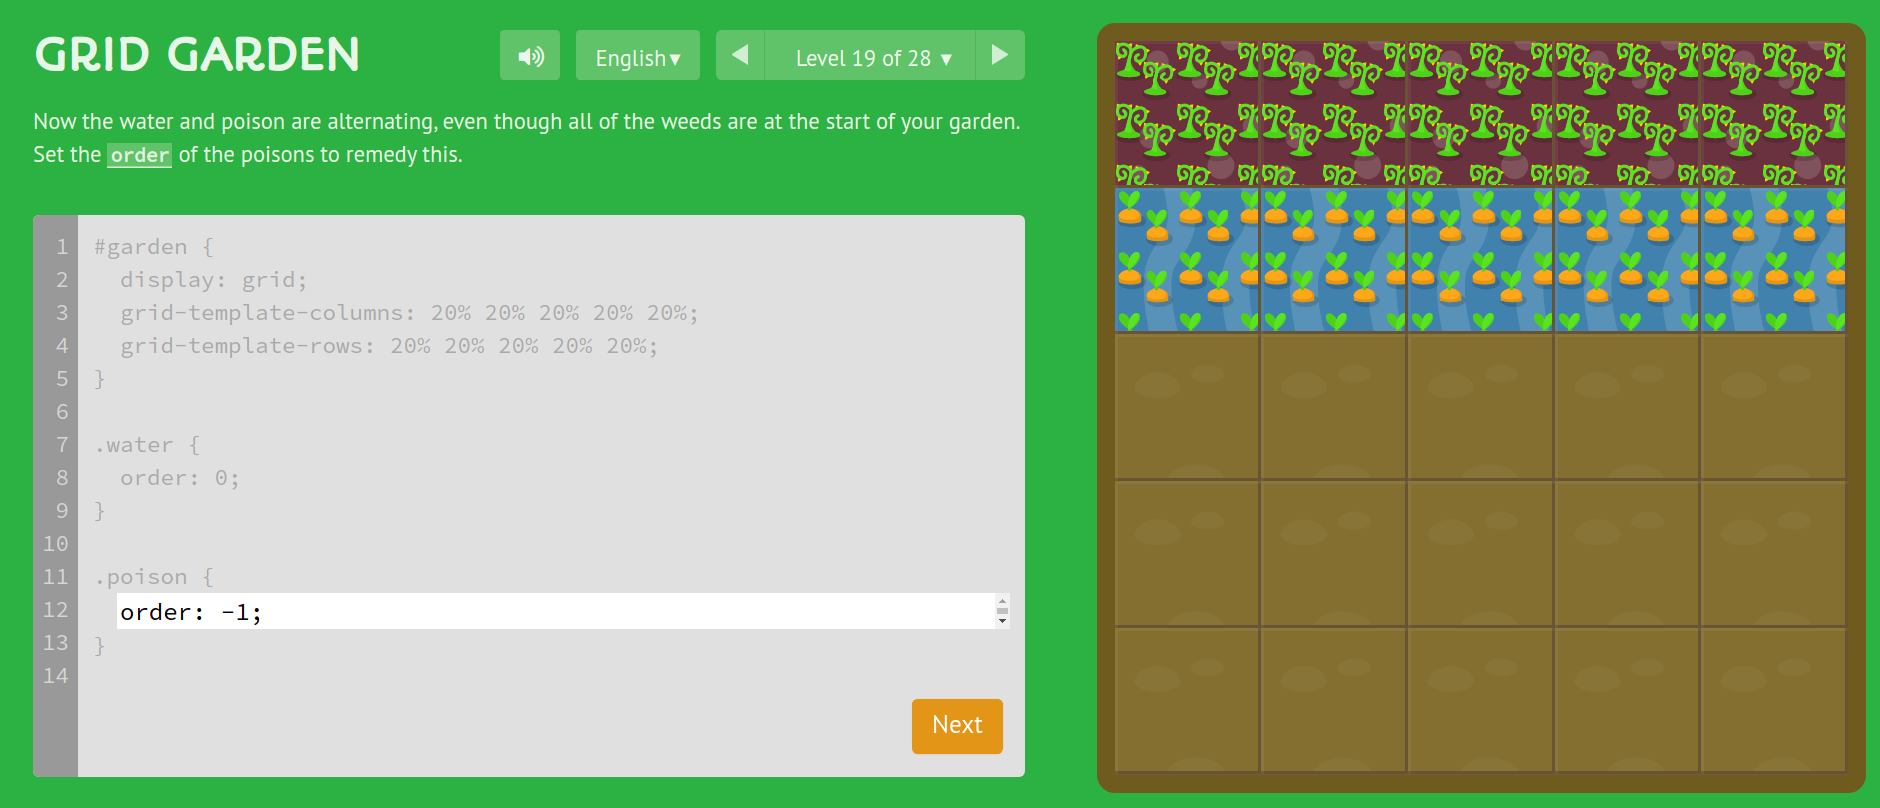 GRID GARDEN
English ▾
Level 19 of 28 ▾
Now the water and poison are alternating, even though all of the weeds are at the start of your garden.
Set the order of the poisons to remedy this.
1 #garden {
2   display: grid;
3   grid-template-columns: 20% 20% 20% 20% 20%;
4   grid-template-rows: 20% 20% 20% 20% 20%;
5 }
6
7 .water {
8   order: 0;
9 }
10
11 .poison {
12   order: -1;
13 }
14
Next